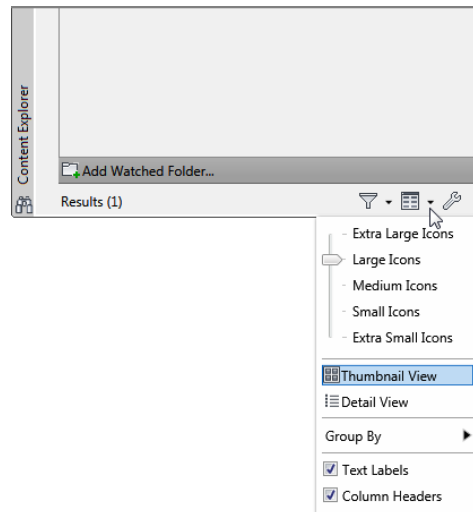 Content Explorer
Add Watched Folder...
Results (1)
Extra Large Icons
Large Icons
Medium Icons
Small Icons
Extra Small Icons
Thumbnail View
Detail View
Group By
Text Labels
Column Headers